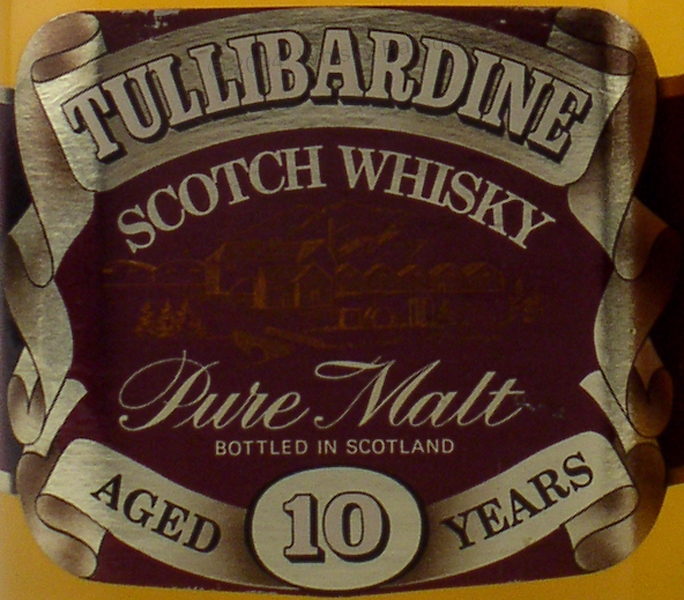 TULLIBARDINE
SCOTCH WHISKY
Pure Malt
BOTTLED IN SCOTLAND
AGED 10 YEARS